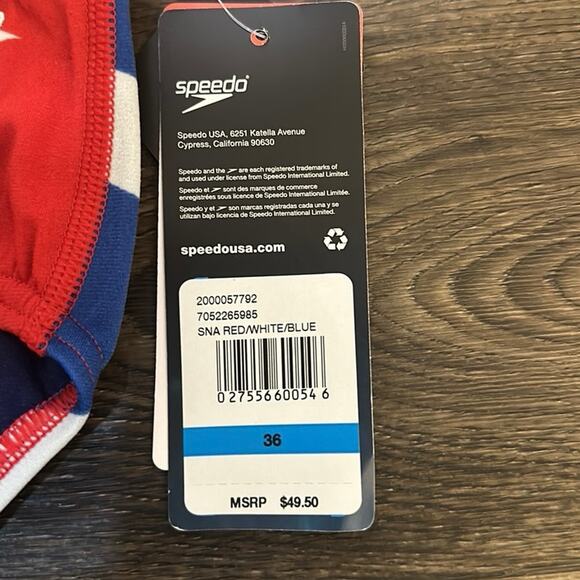 speedo
Speedo USA, 6251 Katella Avenue
Cypress, California 90630
Speedo and the are each registered trademarks of
and used under license from Speedo International Limited.
Speedo et sont des marques de commerce
enregistrées sous licence de Speedo International Limitée.
Speedo y et son marcas registradas cada una y se
utilizan bajo licencia de Speedo International Limited.
speedousa.com
2000057792
7052265985
SNA RED/WHITE/BLUE
0 27556 60054 6
36
MSRP $49.50